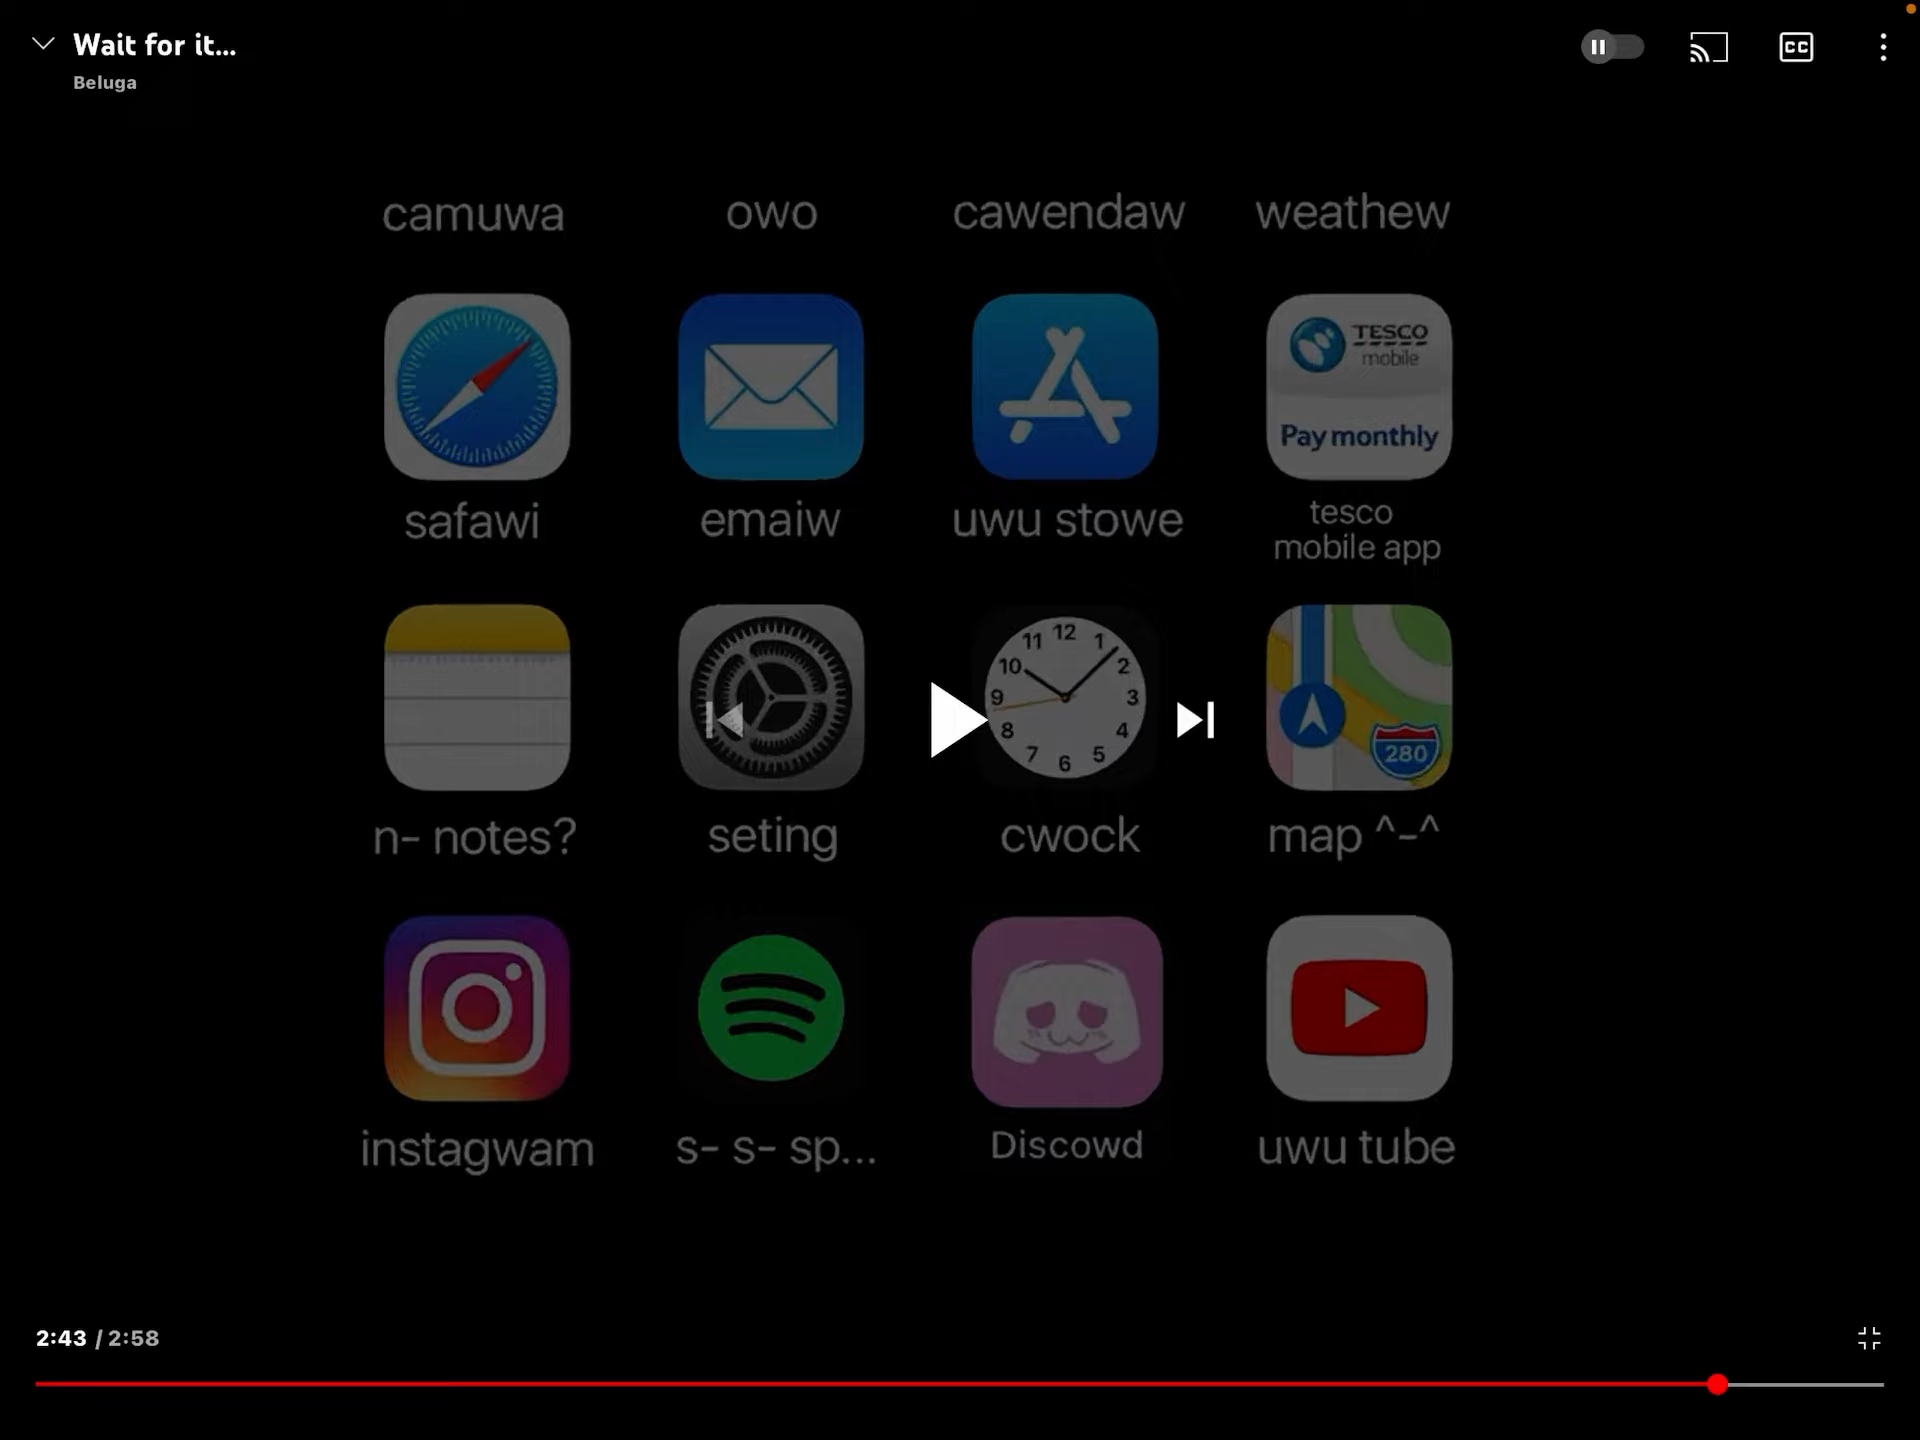 Wait for it...
Beluga
camuwa owo cawendaw weathew
TESCO
mobile
Pay monthly
safawi emaiw uwu stowe tesco
mobile app
12
11 1
10 2
9 3
8 4
7 5
6
280
n- notes? seting cwock map ^-^
instagwam s- s- sp... Discowd uwu tube
2:43 / 2:58